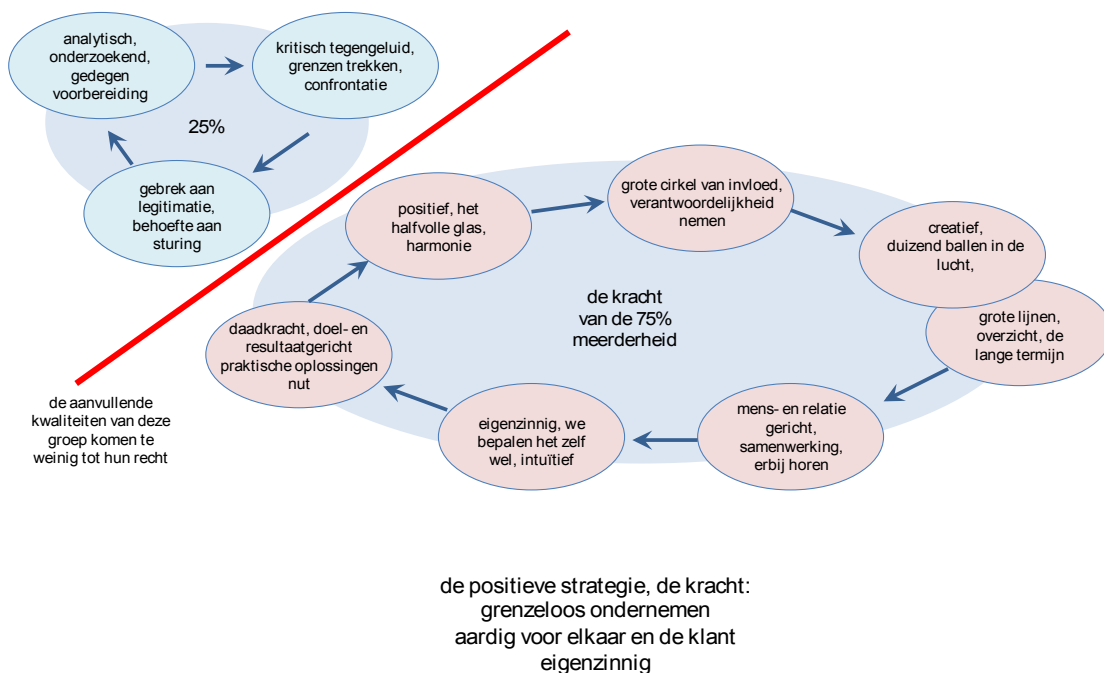 analytisch,
onderzoekend,
gedegen
voorbereiding
kritisch tegengeluid,
grenzen trekken,
confrontatie
25%
gebrek aan
legitimatie,
behoefte aan
sturing
positief, het
halfvolle glas,
harmonie
grote cirkel van invloed,
verantwoordelijkheid
nemen
creatief,
duizend ballen in de
lucht,
grote lijnen,
overzicht, de
lange termijn
de kracht
van de 75%
meerderheid
daadkracht, doel- en
resultaatgericht
praktische oplossingen
nut
eigenzinnig, we
bepalen het zelf
wel, intuïtief
mens- en relatie
gericht,
samenwerking,
erbij horen
de aanvullende
kwaliteiten van deze
groep komen te
weinig tot hun recht
de positieve strategie, de kracht:
grenzeloos ondernemen
aardig voor elkaar en de klant
eigenzinnig